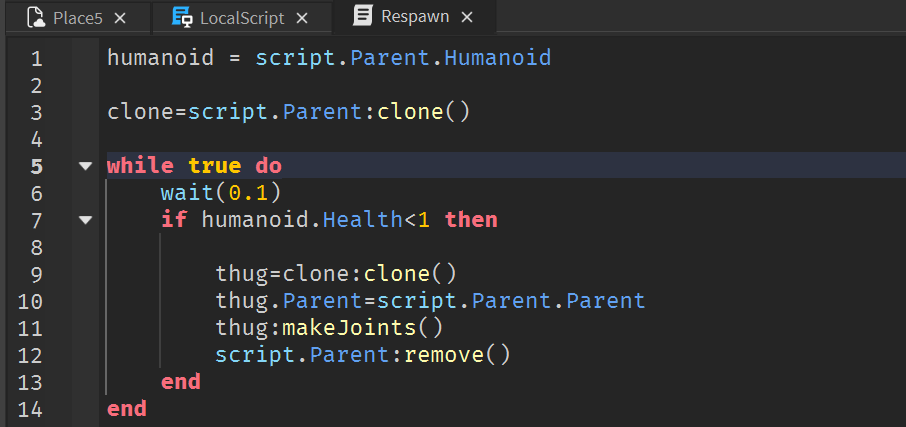 Place5 × LocalScript × Respawn ×
1 humanoid = script.Parent.Humanoid
2
3 clone=script.Parent:clone()
4
5 while true do
6 wait(0.1)
7 if humanoid.Health<1 then
8
9 thug=clone:clone()
10 thug.Parent=script.Parent.Parent
11 thug:makeJoints()
12 script.Parent:remove()
13 end
14 end